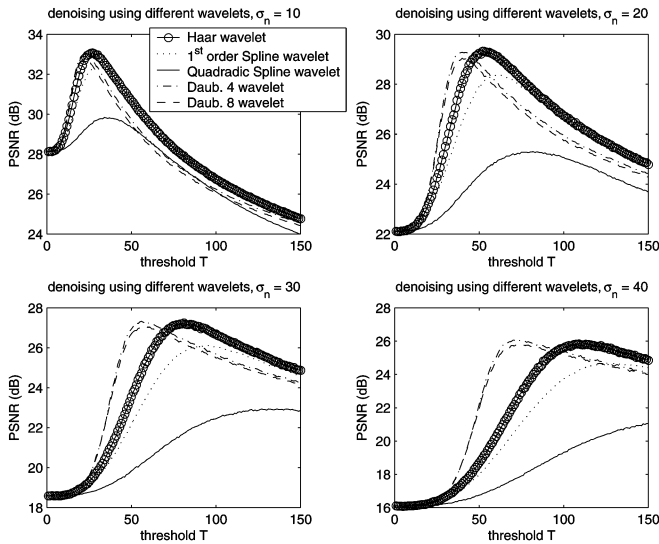 denoising using different wavelets, σn = 10
34
32
30
28
26
24
PSNR (dB)
0
50
100
150
threshold T
Haar wavelet
1st order Spline wavelet
Quadradic Spline wavelet
Daub. 4 wavelet
Daub. 8 wavelet
denoising using different wavelets, σn = 20
30
28
26
24
22
PSNR (dB)
0
50
100
150
threshold T
denoising using different wavelets, σn = 30
28
26
24
22
20
18
PSNR (dB)
0
50
100
150
threshold T
denoising using different wavelets, σn = 40
28
26
24
22
20
18
16
PSNR (dB)
0
50
100
150
threshold T